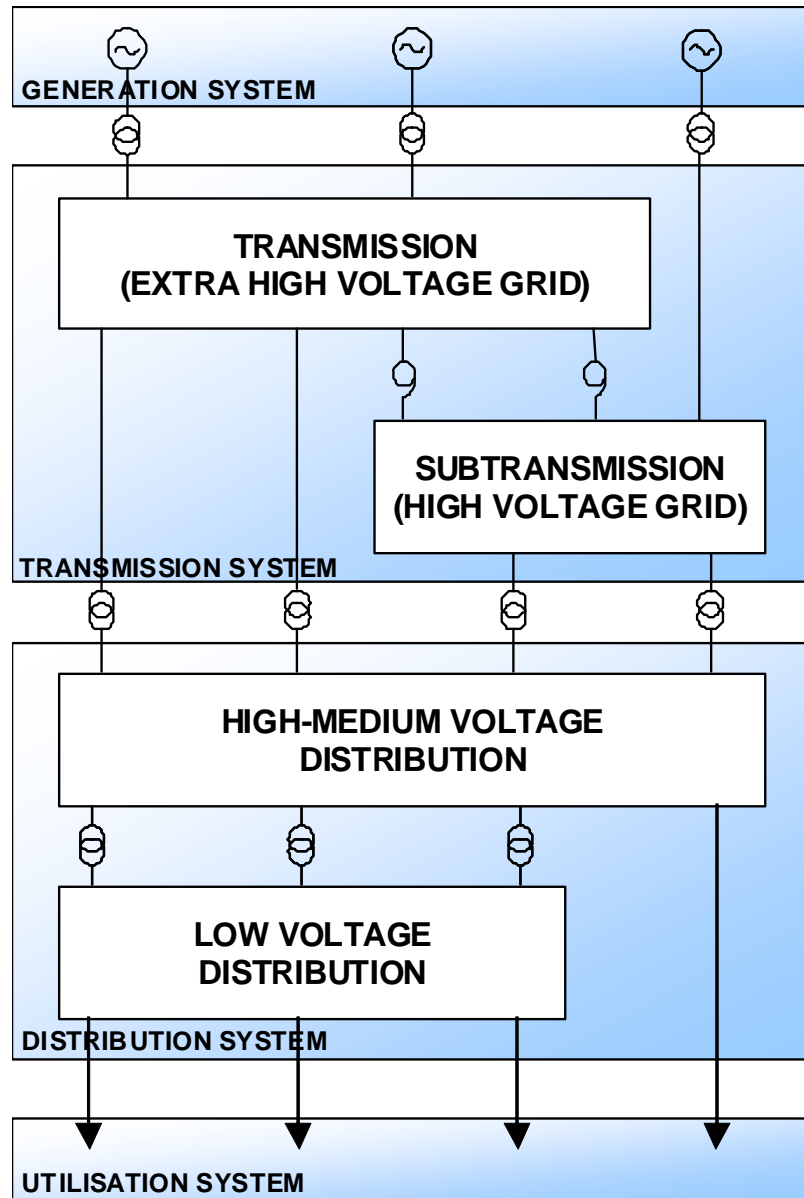 GENERATION SYSTEM
TRANSMISSION
(EXTRA HIGH VOLTAGE GRID)
SUBTRANSMISSION
(HIGH VOLTAGE GRID)
TRANSMISSION SYSTEM
HIGH-MEDIUM VOLTAGE
DISTRIBUTION
LOW VOLTAGE
DISTRIBUTION
DISTRIBUTION SYSTEM
UTILISATION SYSTEM